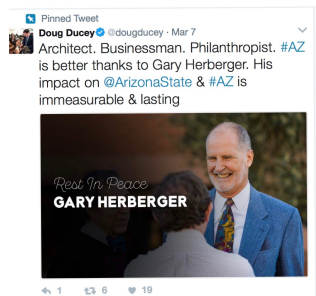 Pinned Tweet
Doug Ducey @dougducey · Mar 7
Architect. Businessman. Philanthropist. #AZ
is better thanks to Gary Herberger. His
impact on @ArizonaState & #AZ is
immeasurable & lasting
Rest In Peace
GARY HERBERGER
1 6 19